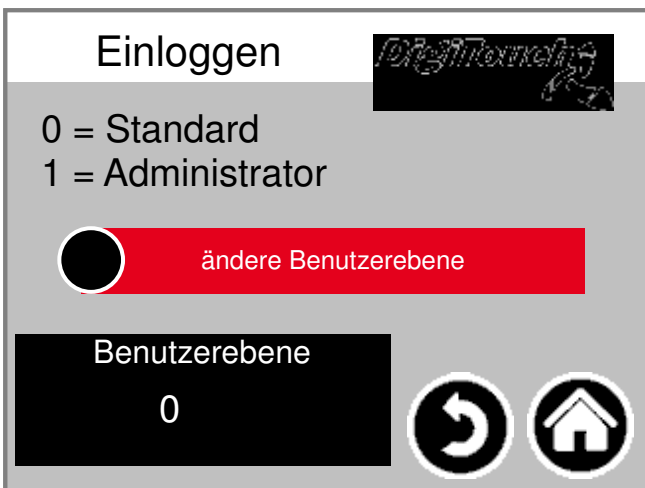 Einloggen
DigiTouch
0 = Standard
1 = Administrator
ändere Benutzerebene
Benutzerebene
0